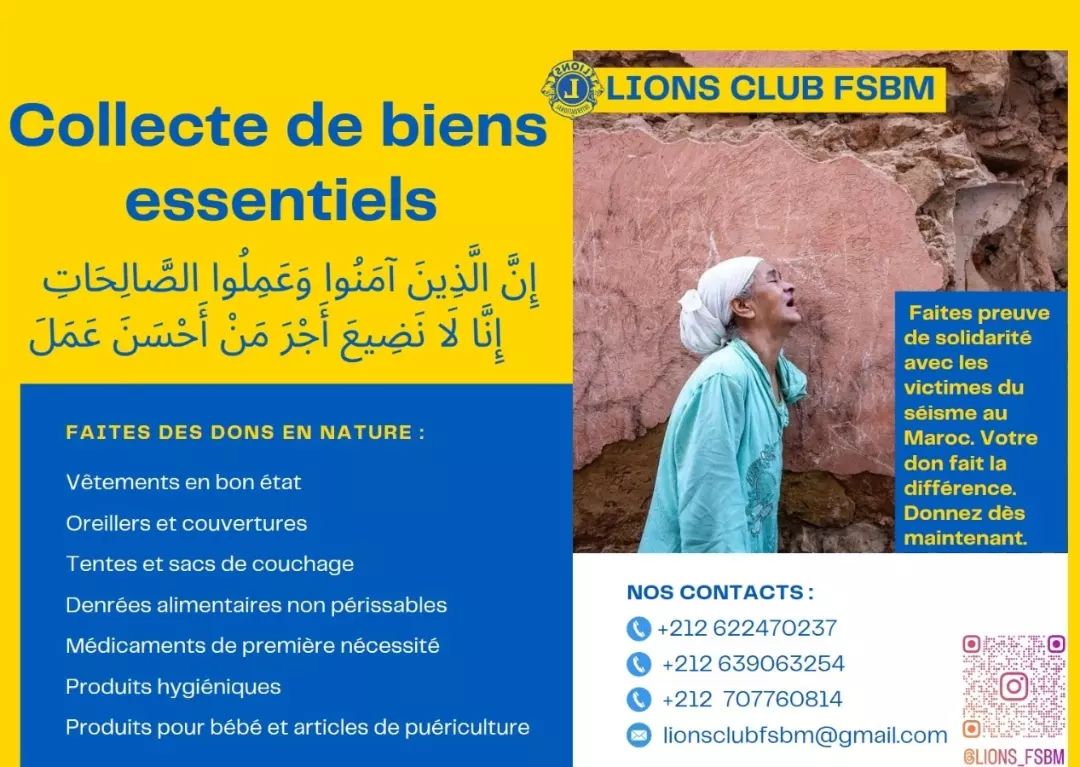 LIONS CLUB FSBM
Collecte de biens
essentiels
إِنَّ الَّذِينَ آمَنُوا وَعَمِلُوا الصَّالِحَاتِ
إِنَّا لَا نَضِيعَ أَجْرَ مَنْ أَحْسَنَ عَمَلَ
FAITES DES DONS EN NATURE :
Vêtements en bon état
Oreillers et couvertures
Tentes et sacs de couchage
Denrées alimentaires non périssables
Médicaments de première nécessité
Produits hygiéniques
Produits pour bébé et articles de puériculture
Faites preuve
de solidarité
avec les
victimes du
séisme au
Maroc. Votre
don fait la
différence.
Donnez dès
maintenant.
NOS CONTACTS :
+212 622470237
+212 639063254
+212 707760814
lionsclubfsbm@gmail.com
@LIONS_FSBM